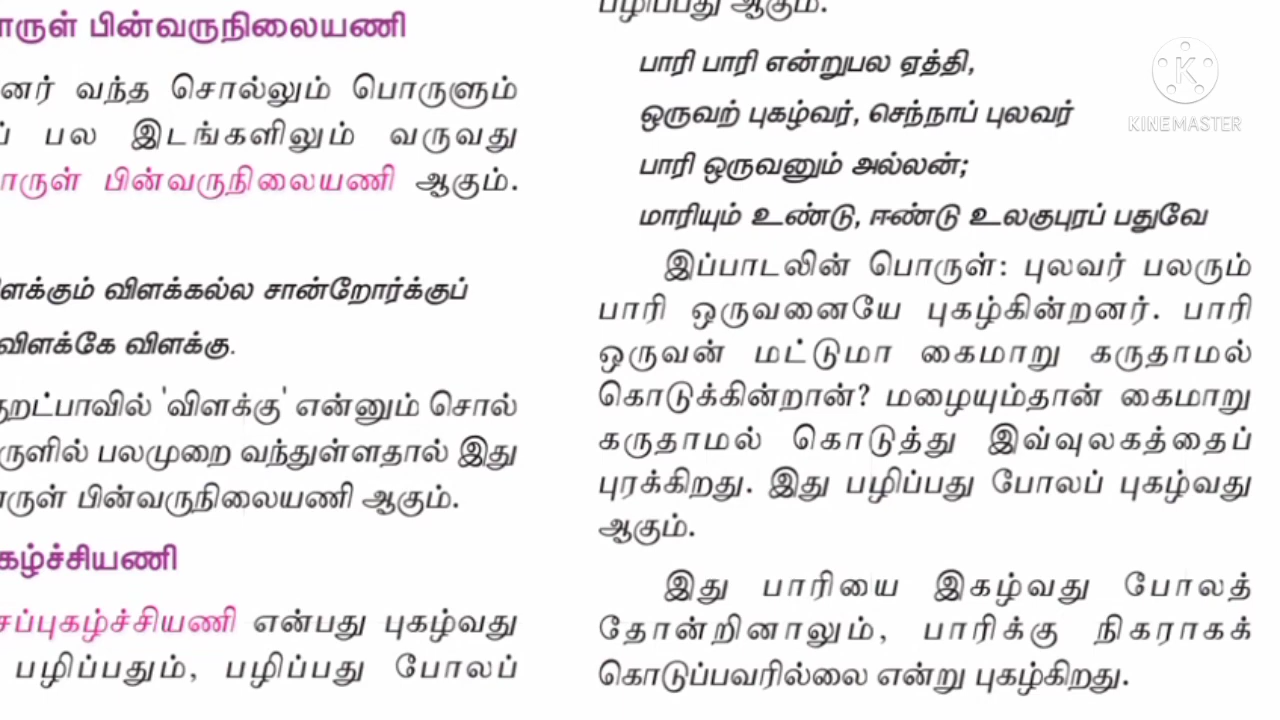 பொருள் பின்வருநிலையணி
னர் வந்த சொல்லும் பொருளும்
பல இடங்களிலும் வருவது
பின்வருநிலையணி ஆகும்.
விளக்கல்ல சான்றோர்க்குப்
விளக்கே விளக்கு.
'விளக்கு' என்னும் சொல்
பலமுறை வந்துள்ளதால் இது
பின்வருநிலையணி ஆகும்.
கழ்ச்சியணி
சப்புகழ்ச்சியணி என்பது புகழ்வது
பழிப்பதும், பழிப்பது போலப்
பழிப்பது ஆகும்.
பாரி பாரி என்றுபல ஏத்தி,
ஒருவற் புகழ்வர், செந்நாப் புலவர்
பாரி ஒருவனும் அல்லன்;
மாரியும் உண்டு, ஈண்டு உலகுபுரப் பதுவே
இப்பாடலின் பொருள்: புலவர் பலரும்
பாரி ஒருவனையே புகழ்கின்றனர். பாரி
ஒருவன் மட்டுமா கைமாறு கருதாமல்
கொடுக்கின்றான்? மழையும்தான் கைமாறு
கருதாமல் கொடுத்து இவ்வுலகத்தைப்
புரக்கிறது. இது பழிப்பது போலப் புகழ்வது
ஆகும்.
இது பாரியை இகழ்வது போலத்
தோன்றினாலும், பாரிக்கு நிகராகக்
கொடுப்பவரில்லை என்று புகழ்கிறது.
KINEMASTER